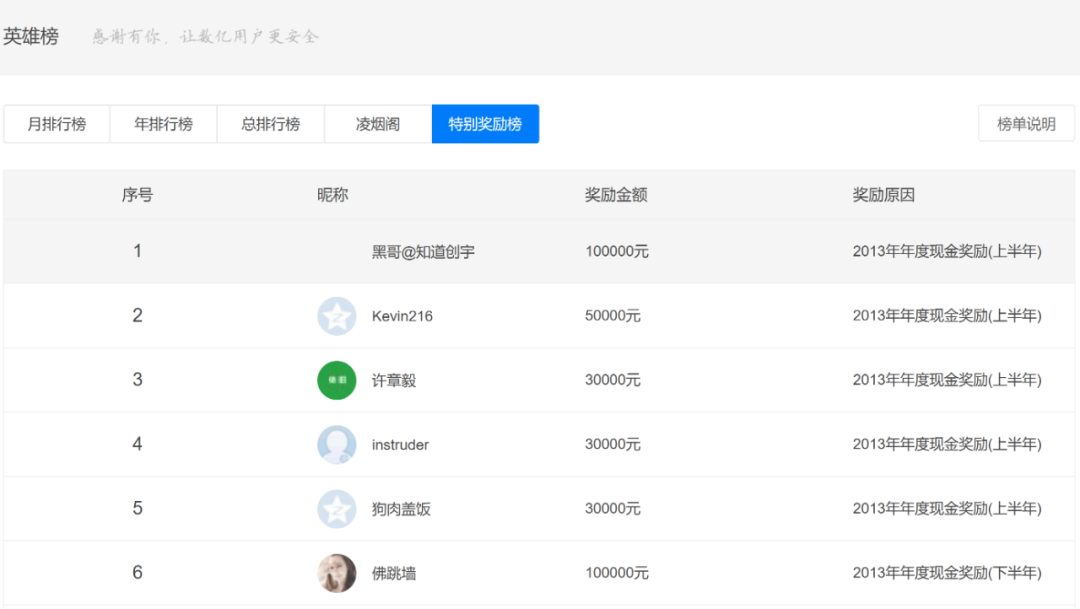 英雄榜 感谢有你，让数亿用户更安全
月排行榜 年排行榜 总排行榜 凌烟阁 特别奖励榜 榜单说明
序号 昵称 奖励金额 奖励原因
1 黑哥@知道创宇 100000元 2013年年度现金奖励(上半年)
2 Kevin216 50000元 2013年年度现金奖励(上半年)
3 许章毅 30000元 2013年年度现金奖励(上半年)
4 instruder 30000元 2013年年度现金奖励(上半年)
5 狗肉盖饭 30000元 2013年年度现金奖励(上半年)
6 佛跳墙 100000元 2013年年度现金奖励(下半年)